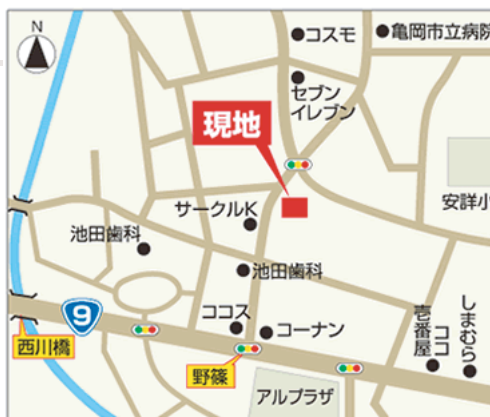 N
コスモ
亀岡市立病院
セブン
イレブン
現地
安詳小
サークルK
池田歯科
池田歯科
9
ココス
コーナン
西川橋
野篠
アルプラザ
ココ
壱番屋
しまむら